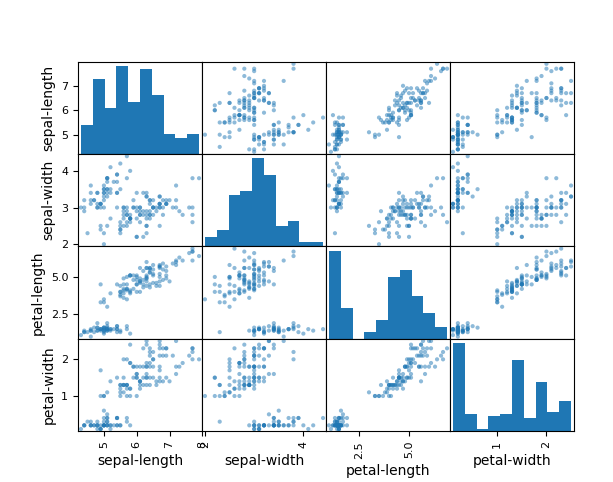 sepal-length
7
6
5
sepal-width
4
3
2
petal-length
5.0
2.5
petal-width
2
1
5 6 7 8 2 4 2.5 5.0 1 2
sepal-length sepal-width petal-length petal-width